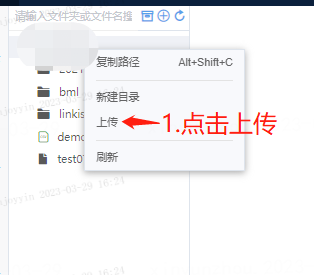 请输入文件夹或文件名搜
复制路径 Alt+Shift+C
新建目录
bml
上传
linkis
1.点击上传
demo
test0
刷新
2023-03-29 16:24